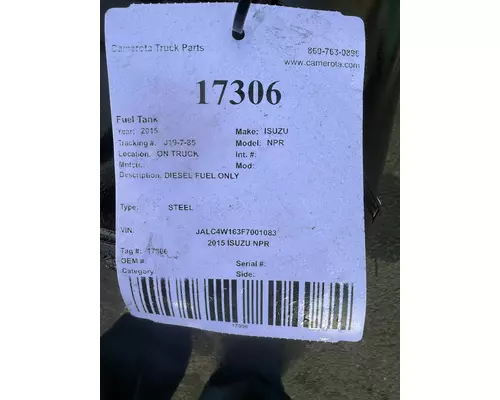 Camerota Truck Parts
860-763-0896
www.camerota.com
17306
Fuel Tank
Year: 2015 Make: ISUZU
Tracking #: J19-7-85 Model: NPR
Location: ON TRUCK Int. #:
Mntr.: Mod:
Description: DIESEL FUEL ONLY
Type: STEEL
VIN: JALC4W163F7001083
2015 ISUZU NPR
Tag #: 17306
OEM #: Serial #:
Category: Side:
17306